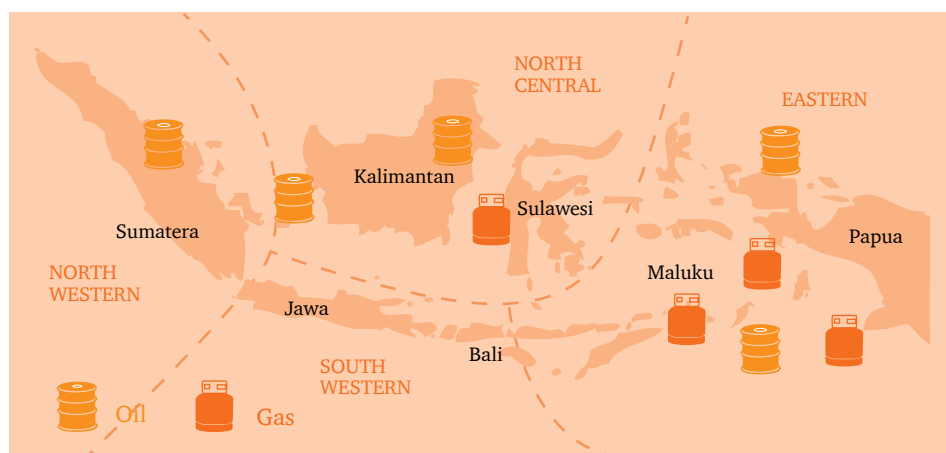 NORTH
CENTRAL
EASTERN
Kalimantan
Sumatera
Sulawesi
Papua
NORTH
WESTERN
Maluku
Jawa
Bali
SOUTH
WESTERN
Oil
Gas